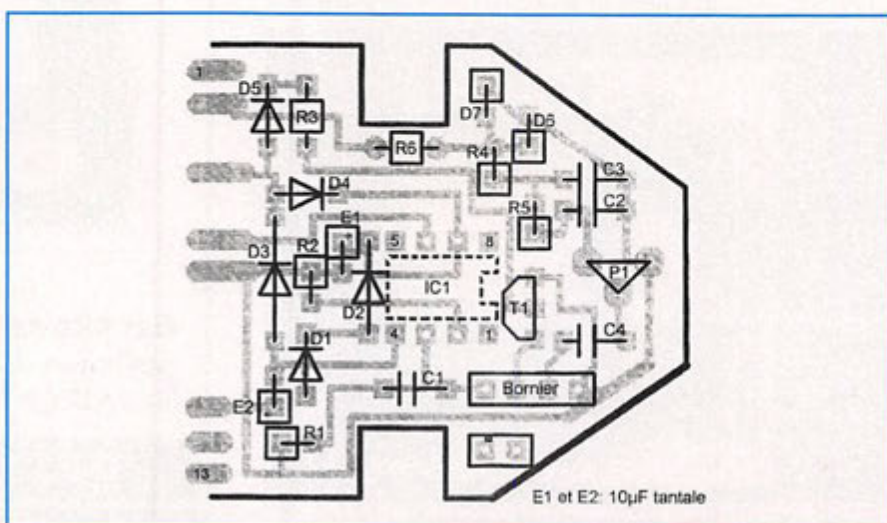 1
D5
R3
D7
D6
R6
R4
C3
D4
C2
R5
E1
5
8
D3
R2
IC1
P1
D2
T1
4
1
D1
C4
C1
Bornier
E2
R1
13
E1 et E2: 10µF tantale